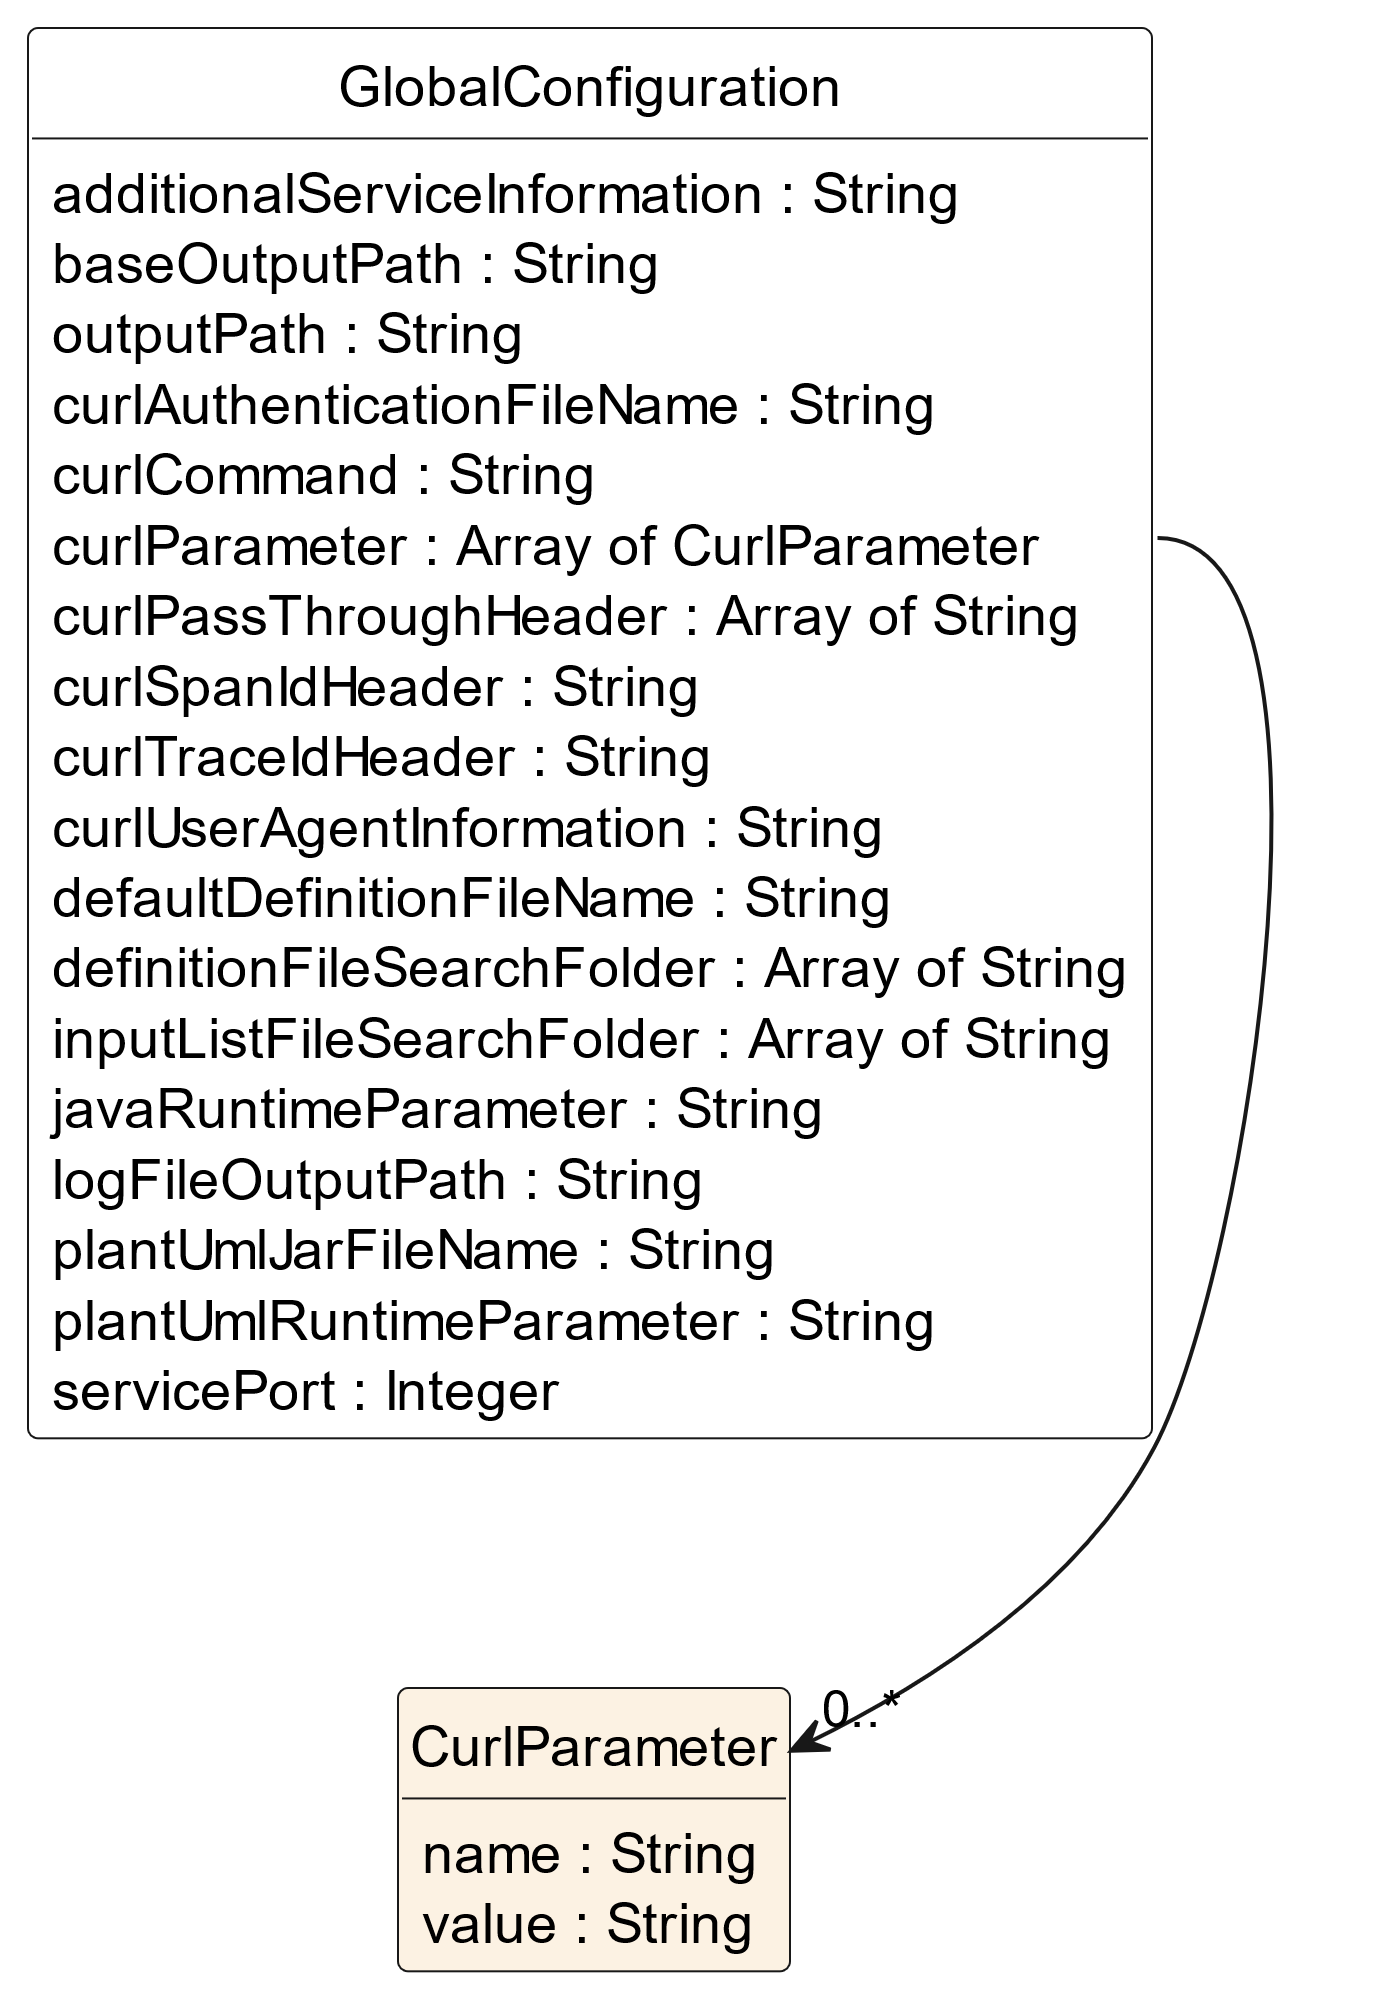 GlobalConfiguration
additionalServiceInformation : String
baseOutputPath : String
outputPath : String
curlAuthenticationFileName : String
curlCommand : String
curlParameter : Array of CurlParameter
curlPassThroughHeader : Array of String
curlSpanIdHeader : String
curlTraceIdHeader : String
curlUserAgentInformation : String
defaultDefinitionFileName : String
definitionFileSearchFolder : Array of String
inputListFileSearchFolder : Array of String
javaRuntimeParameter : String
logFileOutputPath : String
plantUmlJarFileName : String
plantUmlRuntimeParameter : String
servicePort : Integer
0..*
CurlParameter
name : String
value : String